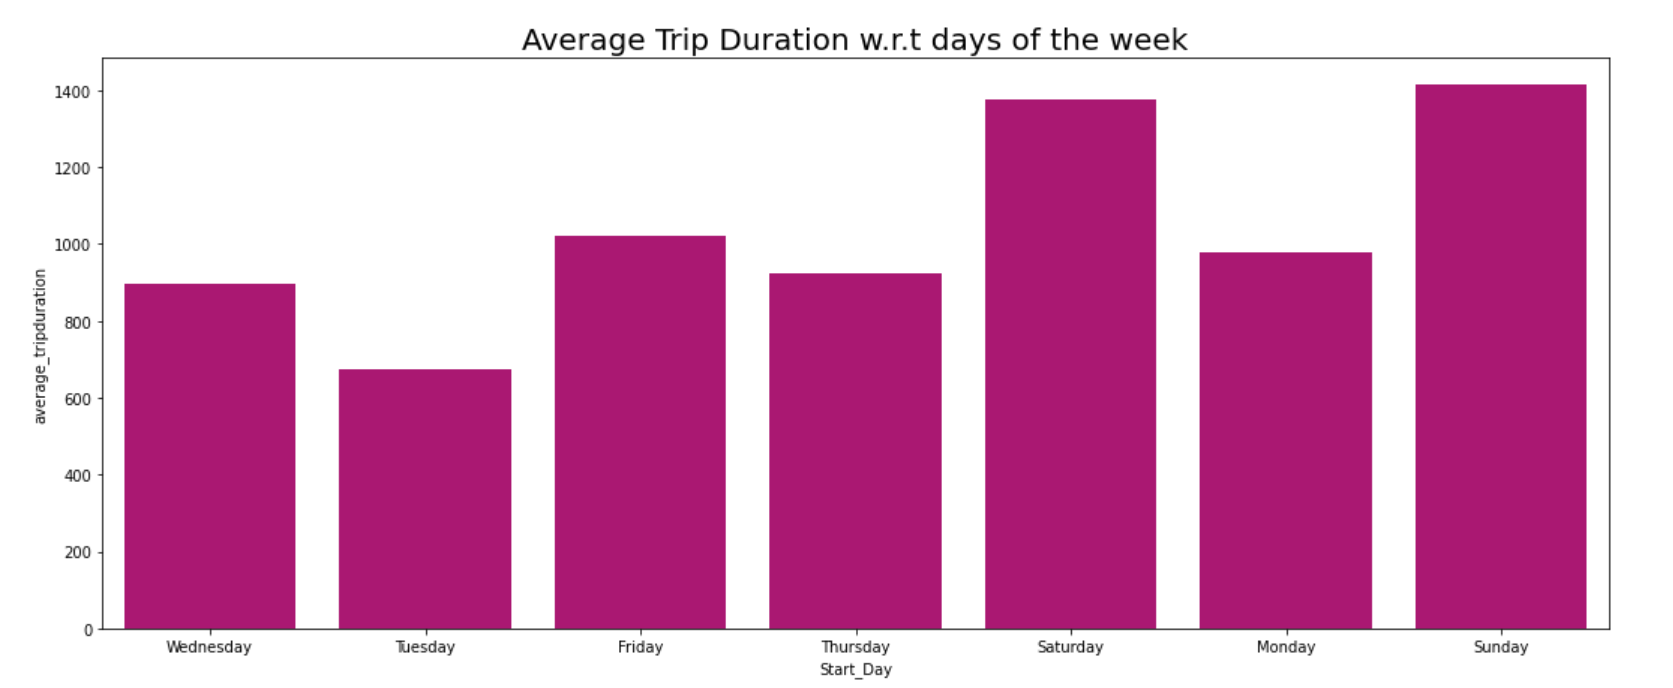 Average Trip Duration w.r.t days of the week
average_tripduration
1400
1200
1000
800
600
400
200
0
Wednesday Tuesday Friday Thursday Saturday Monday Sunday
Start_Day